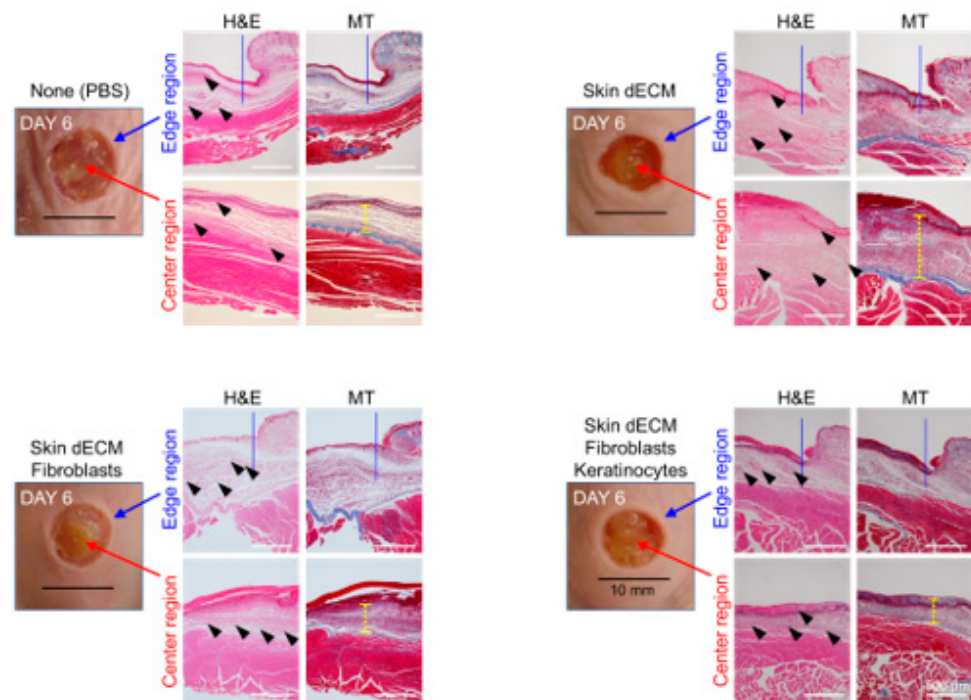 H&E
MT
None (PBS)
DAY 6
Edge region
Center region
H&E
MT
Skin dECM
DAY 6
Edge region
Center region
H&E
MT
Skin dECM
Fibroblasts
DAY 6
Edge region
Center region
H&E
MT
Skin dECM
Fibroblasts
Keratinocytes
DAY 6
10 mm
Edge region
Center region